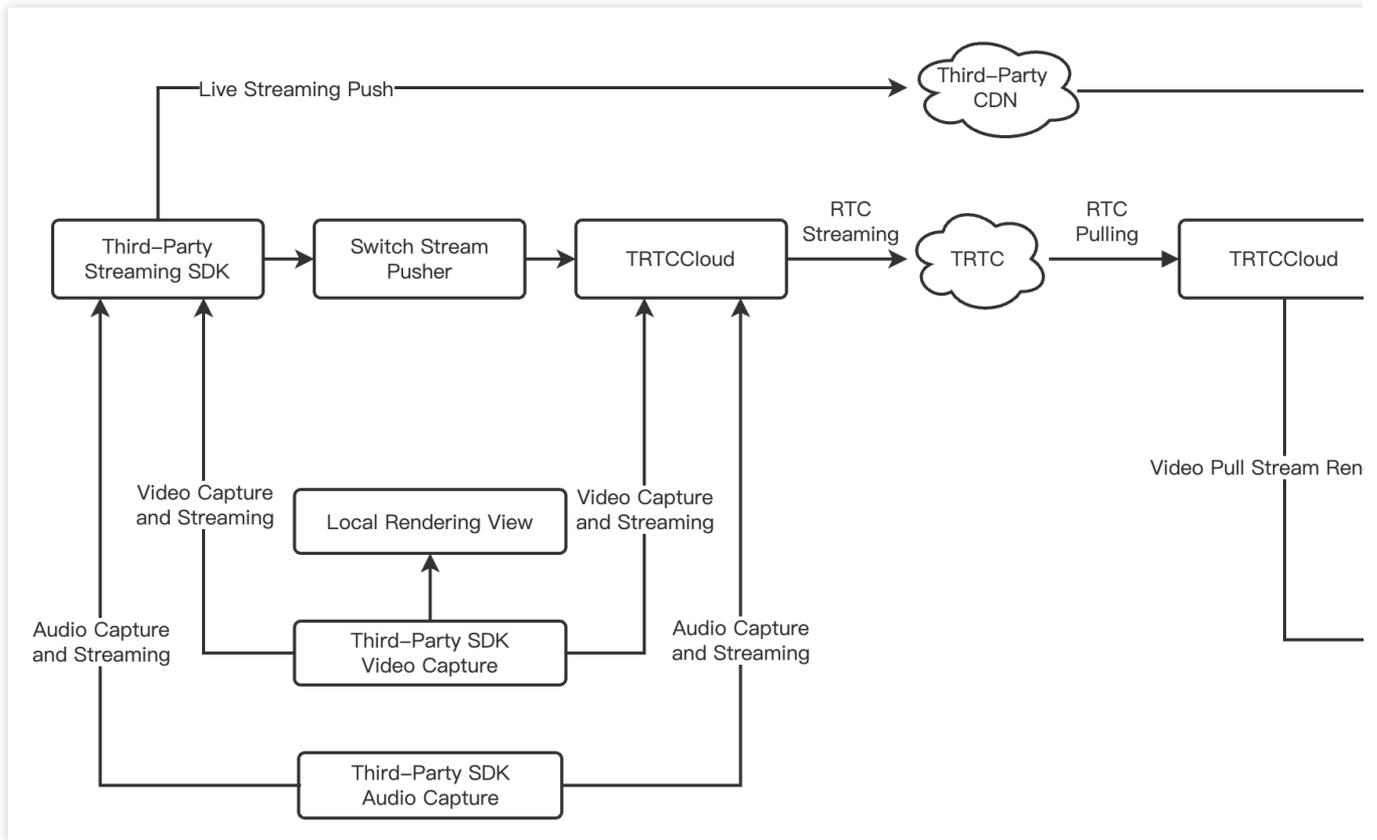 Live Streaming Push
Third-Party
CDN
Third-Party
Streaming SDK
Switch Stream
Pusher
TRTCCloud
RTC
Streaming
TRTC
RTC
Pulling
TRTCCloud
Video Capture
and Streaming
Local Rendering View
Video Capture
and Streaming
Video Pull Stream Ren
Audio Capture
and Streaming
Third-Party SDK
Video Capture
Audio Capture
and Streaming
Third-Party SDK
Audio Capture